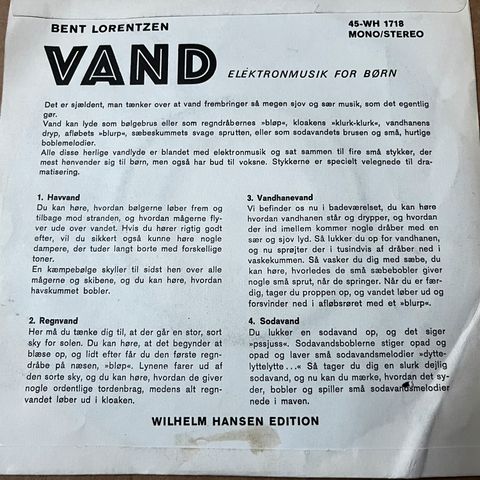 BENT LORENTZEN
45-WH 1718
MONO/STEREO
VAND
ELEKTRONMUSIK FOR BØRN
Det er sjældent, man tænker over at vand frembringer så megen sjov og sær musik, som det egentlig
gør.
Vand kan lyde som bølgebrus eller som regndråbernes »bløp«, kloakens »klurk-klurk«, vandhanens
dryp, afløbets »blurp«, sæbeskummets svage sprutten, eller som sodavandets brusen og små, hurtige
boblemelodier.
Alle disse herlige vandlyde er blandet med elektronmusik og sat sammen til fire små stykker, der
mest henvender sig til børn, men også har bud til voksne. Stykkerne er specielt velegnede til dra-
matisering.
1. Havvand
Du kan høre, hvordan bølgerne løber frem og
tilbage mod stranden, og hvordan mågerne fly-
ver ude over vandet. Hvis du hører rigtig godt
efter, vil du sikkert også kunne høre nogle
dampere, der tuder langt borte med forskellige
toner.
En kæmpebølge skyller til sidst hen over alle
mågerne og skibene, og du kan høre, hvordan
havskummet bobler.
2. Regnvand
Her må du tænke dig til, at der går en stor, sort
sky for solen. Du kan høre, at det begynder at
blæse op, og lidt efter får du den første regn-
dråbe på næsen, »bløp«. Lynene farer ud af
den sorte sky, og du kan høre, hvordan de giver
nogle ordentlige tordenbrag, medens alt regn-
vandet løber ud i kloaken.
3. Vandhanevand
Vi befinder os nu i badeværelset, du kan høre
hvordan vandhanen står og drypper, og hvordan
der ind imellem kommer nogle dråber med en
sær og sjov lyd. Så lukker du op for vandhanen,
og nu sprøjter der i tusindvis af dråber ned i
vaskekummen. Så vasker du dig med sæbe, du
kan høre, hvorledes de små sæbebobler giver
nogle små sprut, når de springer. Når du er fær-
dig, tager du proppen op, og vandet løber ud og
forsvinder ned i afløbsrøret med et »blurp«.
4. Sodavand
Du lukker en sodavand op, og det siger
»pssjuss«. Sodavandsboblerne stiger opad og
opad og laver små sodavandsmelodier »dytte-
lyttelytte...« Så tager du dig en slurk dejlig
sodavand, og nu kan du mærke, hvordan det sy-
der, bobler og spiller små sodavandsmelodier
nede i maven.
WILHELM HANSEN EDITION